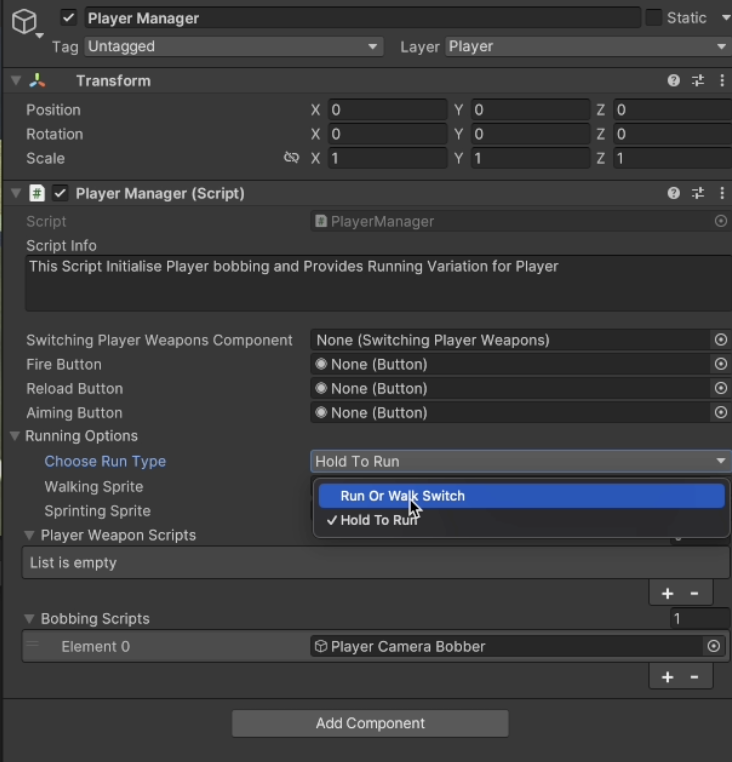 Player Manager Static
Tag Untagged Layer Player
Transform
Position X 0 Y 0 Z 0
Rotation X 0 Y 0 Z 0
Scale X 1 Y 1 Z 1
# Player Manager (Script)
Script PlayerManager
Script Info
This Script Initialise Player bobbing and Provides Running Variation for Player
Switching Player Weapons Component None (Switching Player Weapons)
Fire Button None (Button)
Reload Button None (Button)
Aiming Button None (Button)
Running Options
Choose Run Type Hold To Run
Walking Sprite
Run Or Walk Switch
Sprinting Sprite
✓ Hold To Run
Player Weapon Scripts
List is empty
+ -
Bobbing Scripts 1
Element 0 Player Camera Bobber
+ -
Add Component